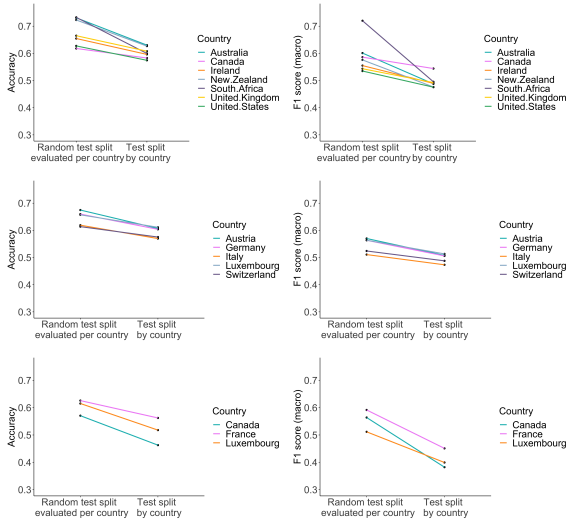 0.7
0.6
0.5
0.4
0.3
Accuracy
Random test split
evaluated per country
Test split
by country
Country
Australia
Canada
Ireland
New.Zealand
South.Africa
United.Kingdom
United.States
0.7
0.6
0.5
0.4
0.3
F1 score (macro)
Random test split
evaluated per country
Test split
by country
Country
Australia
Canada
Ireland
New.Zealand
South.Africa
United.Kingdom
United.States
0.7
0.6
0.5
0.4
0.3
Accuracy
Random test split
evaluated per country
Test split
by country
Country
Austria
Germany
Italy
Luxembourg
Switzerland
0.7
0.6
0.5
0.4
0.3
F1 score (macro)
Random test split
evaluated per country
Test split
by country
Country
Austria
Germany
Italy
Luxembourg
Switzerland
0.7
0.6
0.5
0.4
0.3
Accuracy
Random test split
evaluated per country
Test split
by country
Country
Canada
France
Luxembourg
0.7
0.6
0.5
0.4
0.3
F1 score (macro)
Random test split
evaluated per country
Test split
by country
Country
Canada
France
Luxembourg